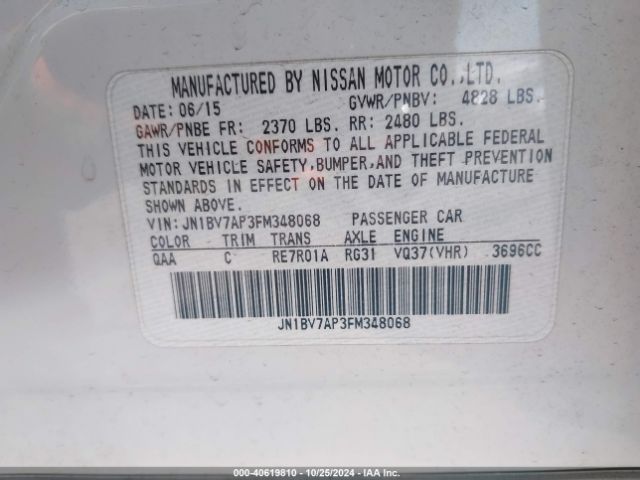 MANUFACTURED BY NISSAN MOTOR CO.,LTD.
DATE: 06/15 GVWR/PNBV: 4828 LBS.
GAWR/PNBE FR: 2370 LBS. RR: 2480 LBS.
THIS VEHICLE CONFORMS TO ALL APPLICABLE FEDERAL
MOTOR VEHICLE SAFETY,BUMPER,AND THEFT PREVENTION
STANDARDS IN EFFECT ON THE DATE OF MANUFACTURE
SHOWN ABOVE.
VIN: JN1BV7AP3FM348068 PASSENGER CAR
COLOR TRIM TRANS AXLE ENGINE
QAA C RE7R01A RG31 VQ37(VHR) 3696CC
JN1BV7AP3FM348068
000-40619810 - 10/25/2024 - IAA